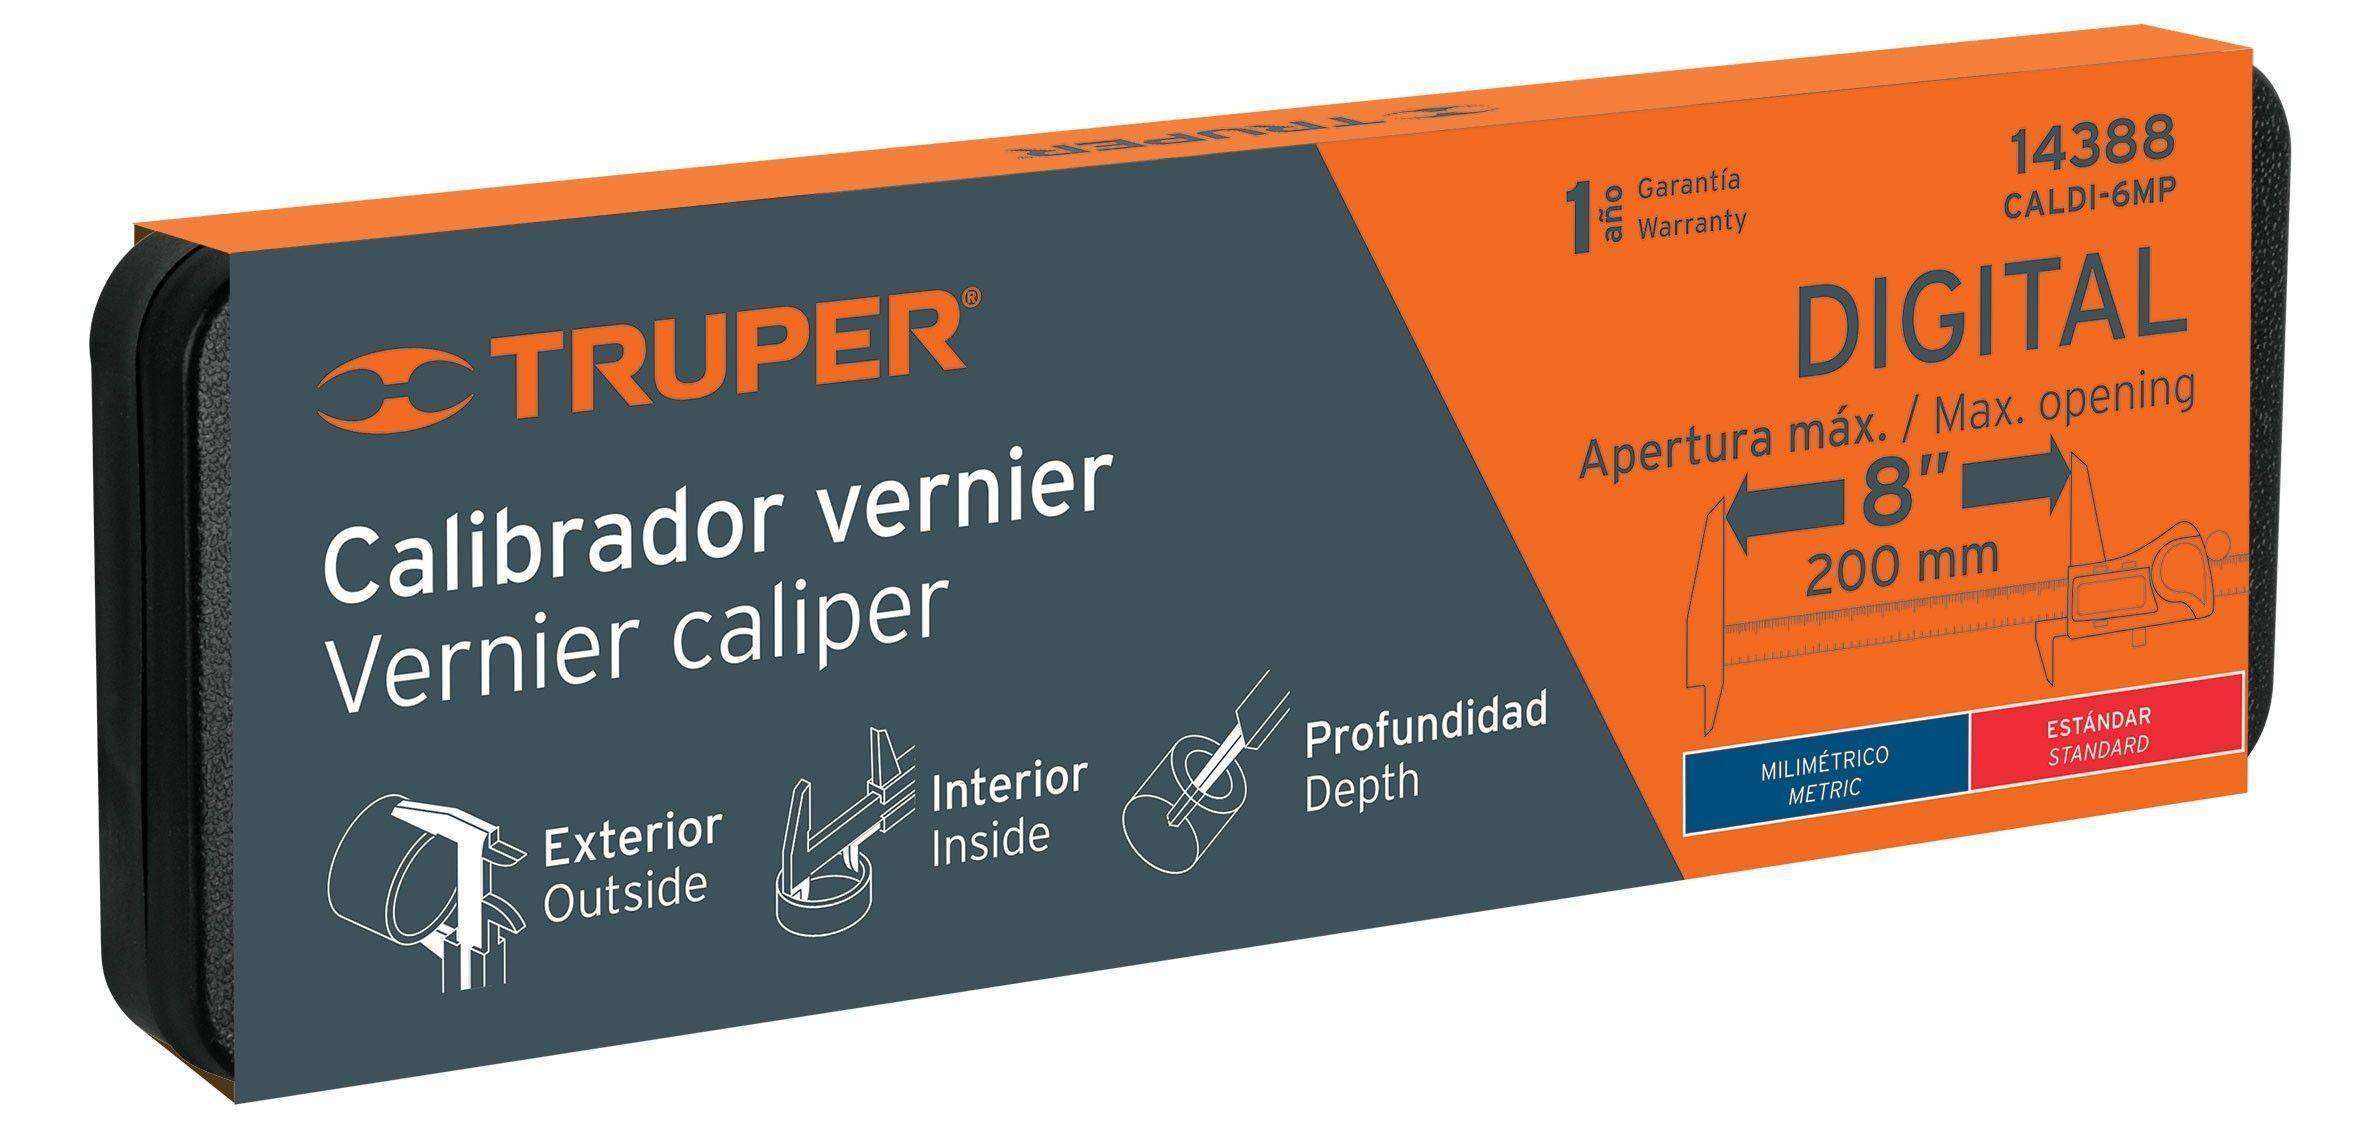 TRUPER
TRUPER®
Calibrador vernier
Vernier caliper
Exterior
Outside
Interior
Inside
Profundidad
Depth
1 año Garantía
Warranty
14388
CALDI-6MP
DIGITAL
Apertura máx. / Max. opening
8"
200 mm
MILIMÉTRICO
METRIC
ESTÁNDAR
STANDARD